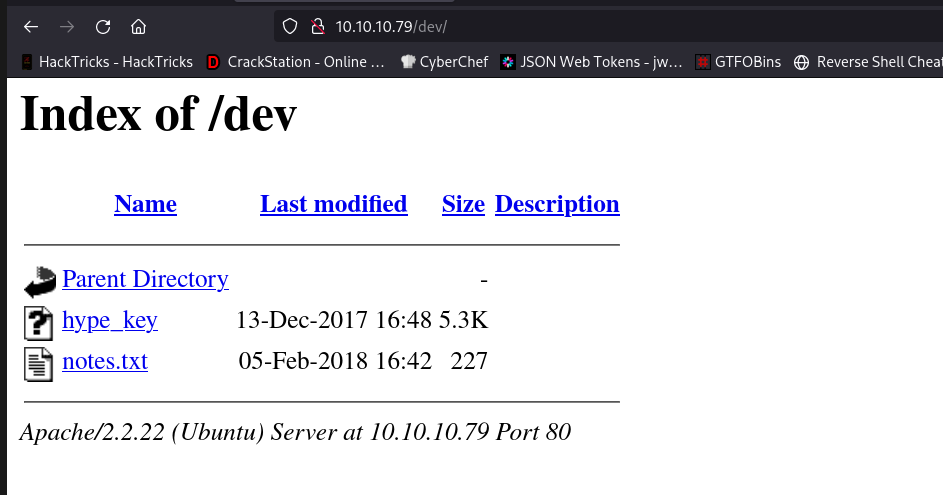 10.10.10.79/dev/
HackTricks - HackTricks CrackStation - Online ... CyberChef JSON Web Tokens - jw... GTFOBins Reverse Shell Cheat
Index of /dev
Name Last modified Size Description
Parent Directory -
hype_key 13-Dec-2017 16:48 5.3K
notes.txt 05-Feb-2018 16:42 227
Apache/2.2.22 (Ubuntu) Server at 10.10.10.79 Port 80